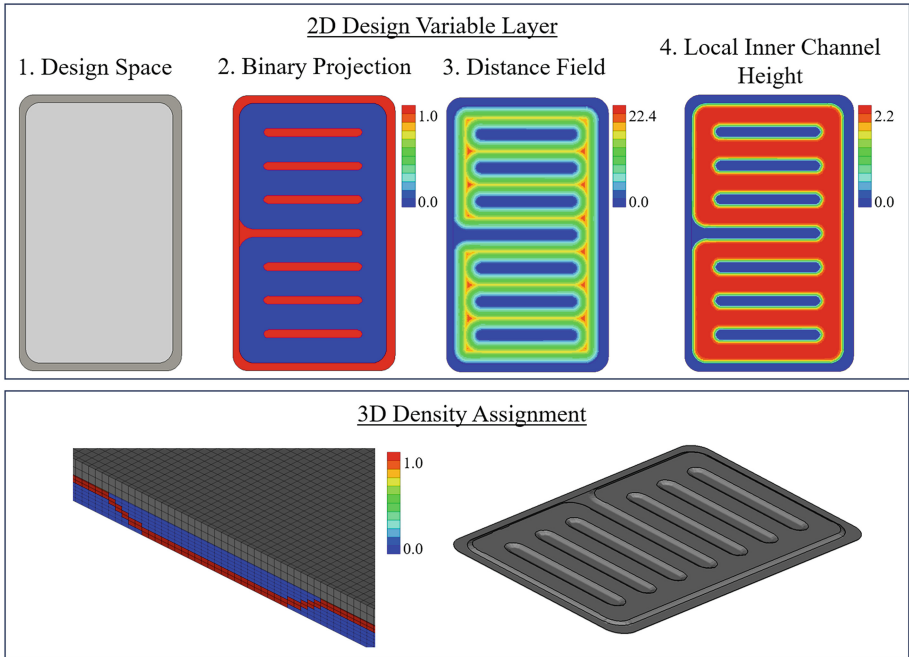 2D Design Variable Layer
1. Design Space
2. Binary Projection
3. Distance Field
4. Local Inner Channel
Height
1.0
0.0
22.4
0.0
2.2
0.0
3D Density Assignment
1.0
0.0